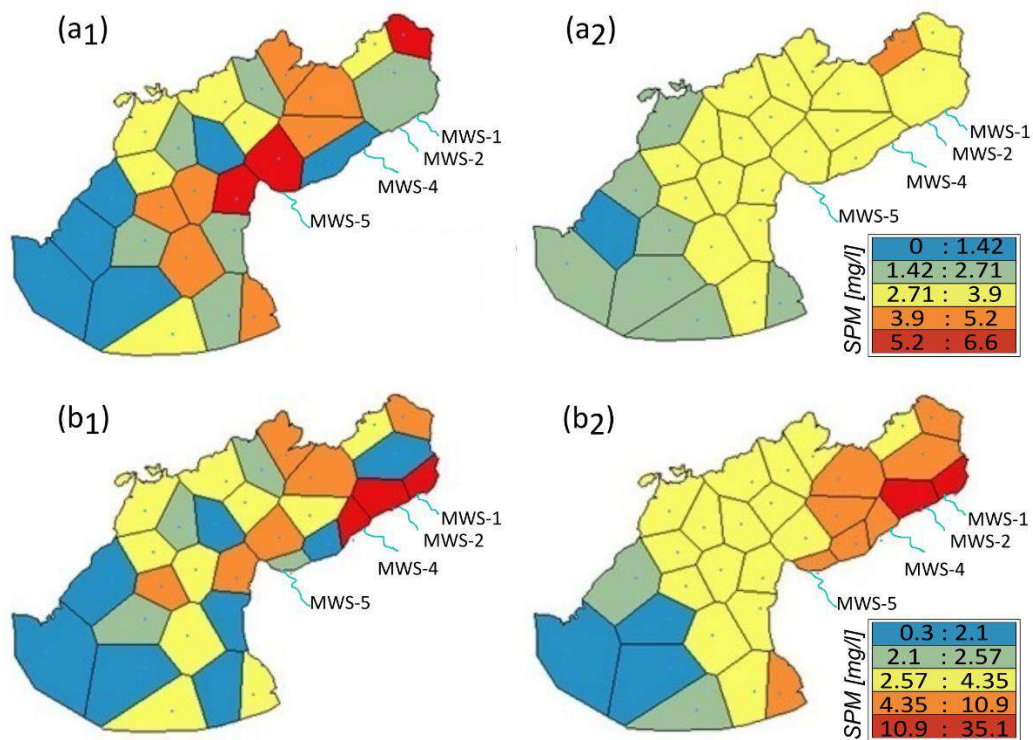 (a1)
(a2)
MWS-1
MWS-2
MWS-4
MWS-5
MWS-1
MWS-2
MWS-4
MWS-5
SPM [mg/l]
0 : 1.42
1.42 : 2.71
2.71 : 3.9
3.9 : 5.2
5.2 : 6.6
(b1)
(b2)
MWS-1
MWS-2
MWS-4
MWS-5
MWS-1
MWS-2
MWS-4
MWS-5
SPM [mg/l]
0.3 : 2.1
2.1 : 2.57
2.57 : 4.35
4.35 : 10.9
10.9 : 35.1